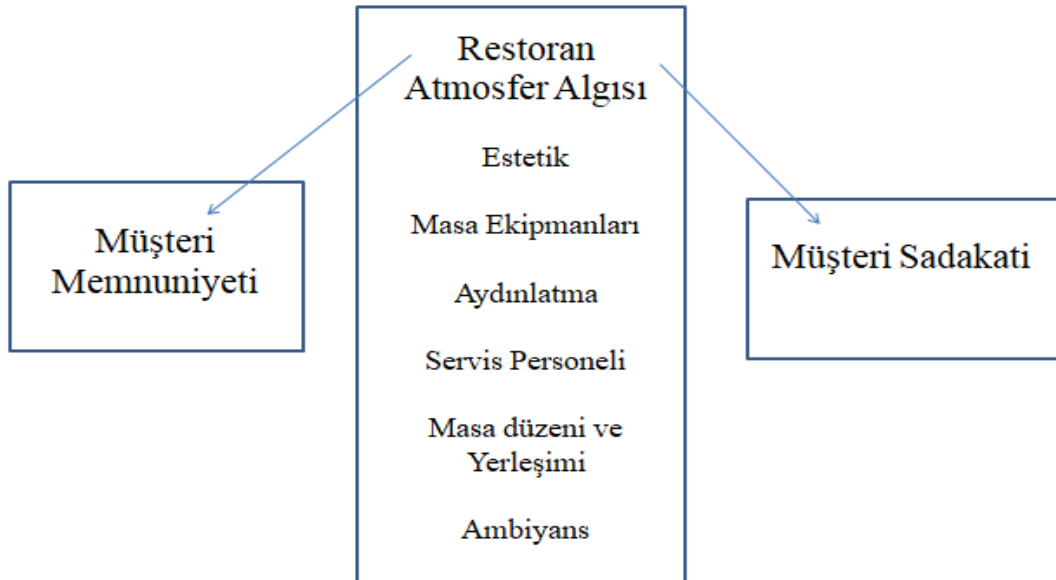 Restoran
Atmosfer Algısı
Estetik
Masa Ekipmanları
Aydınlatma
Servis Personeli
Masa düzeni ve
Yerleşimi
Ambiyans
Müşteri
Memnuniyeti
Müşteri Sadakati